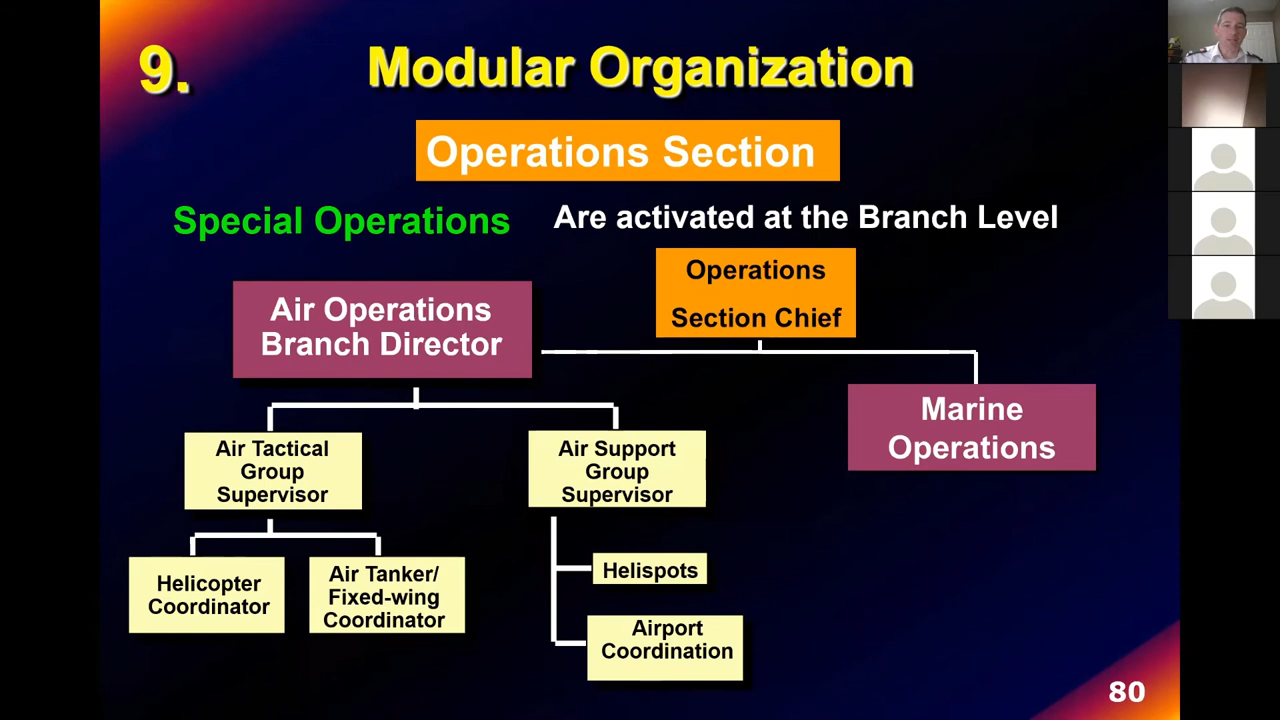 9.
Modular Organization
Operations Section
Special Operations
Are activated at the Branch Level
Operations
Section Chief
Air Operations
Branch Director
Marine
Operations
Air Tactical
Group
Supervisor
Air Support
Group
Supervisor
Helicopter
Coordinator
Air Tanker/
Fixed-wing
Coordinator
Helispots
Airport
Coordination
80